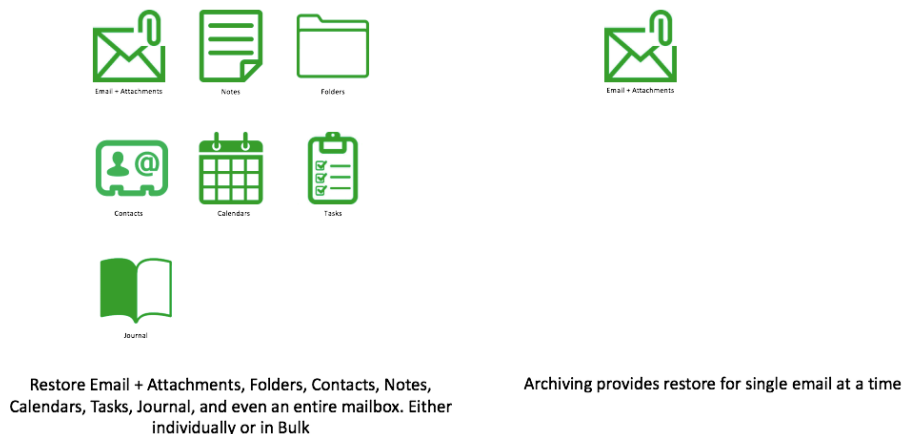 Email + Attachments
Notes
Folders
Email + Attachments
Contacts
@
Calendars
Tasks
Journal
Restore Email + Attachments, Folders, Contacts, Notes,
Calendars, Tasks, Journal, and even an entire mailbox. Either
individually or in Bulk
Archiving provides restore for single email at a time